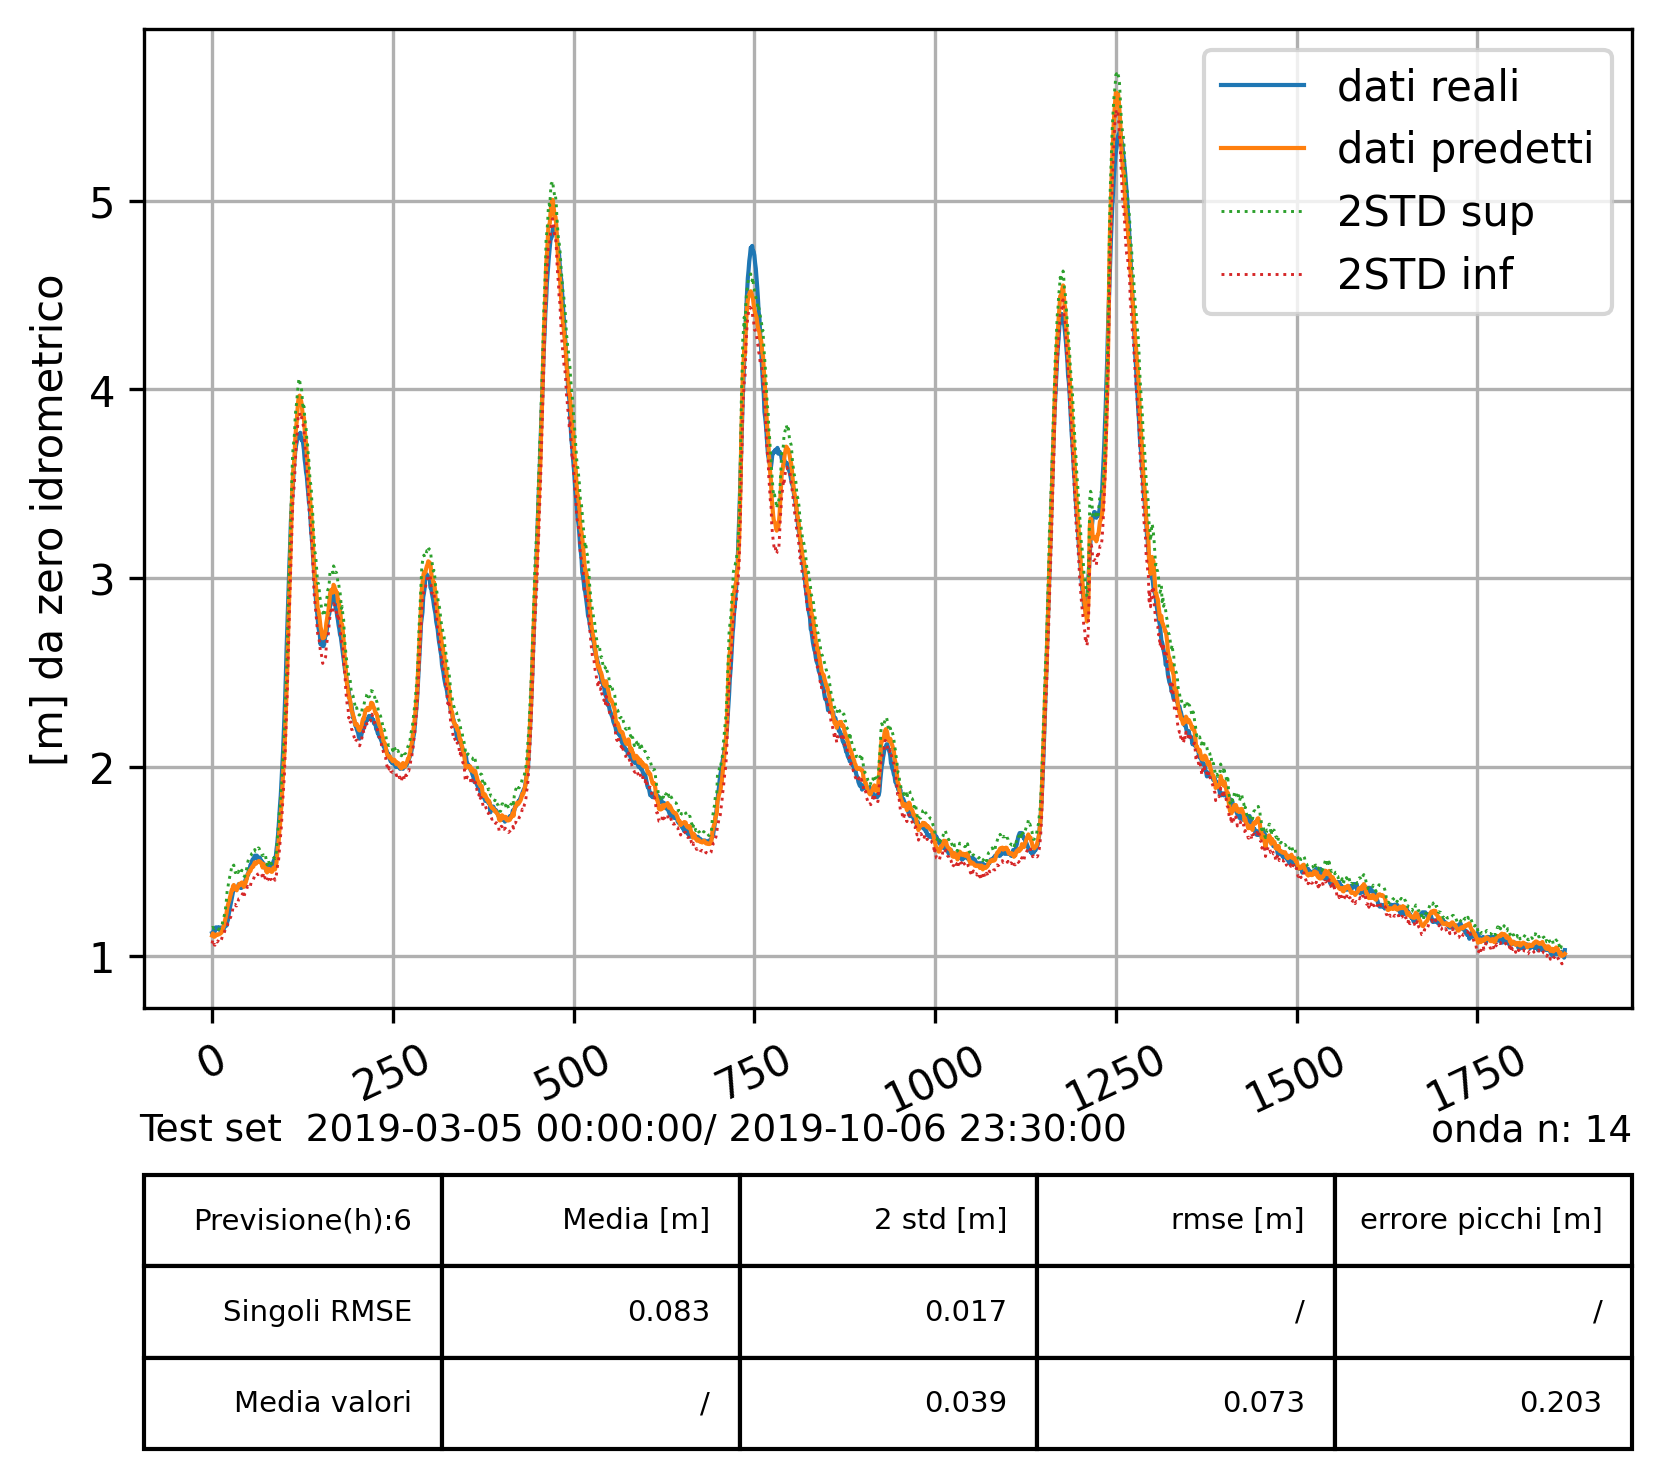 dati reali
dati predetti
2STD sup
2STD inf
[m] da zero idrometrico
5
4
3
2
1
0
250
500
750
1000
1250
1500
1750
Test set  2019-03-05 00:00:00/ 2019-10-06 23:30:00
onda n: 14
Previsione(h):6 Media [m] 2 std [m] rmse [m] errore picchi [m]
Singoli RMSE 0.083 0.017 / /
Media valori / 0.039 0.073 0.203